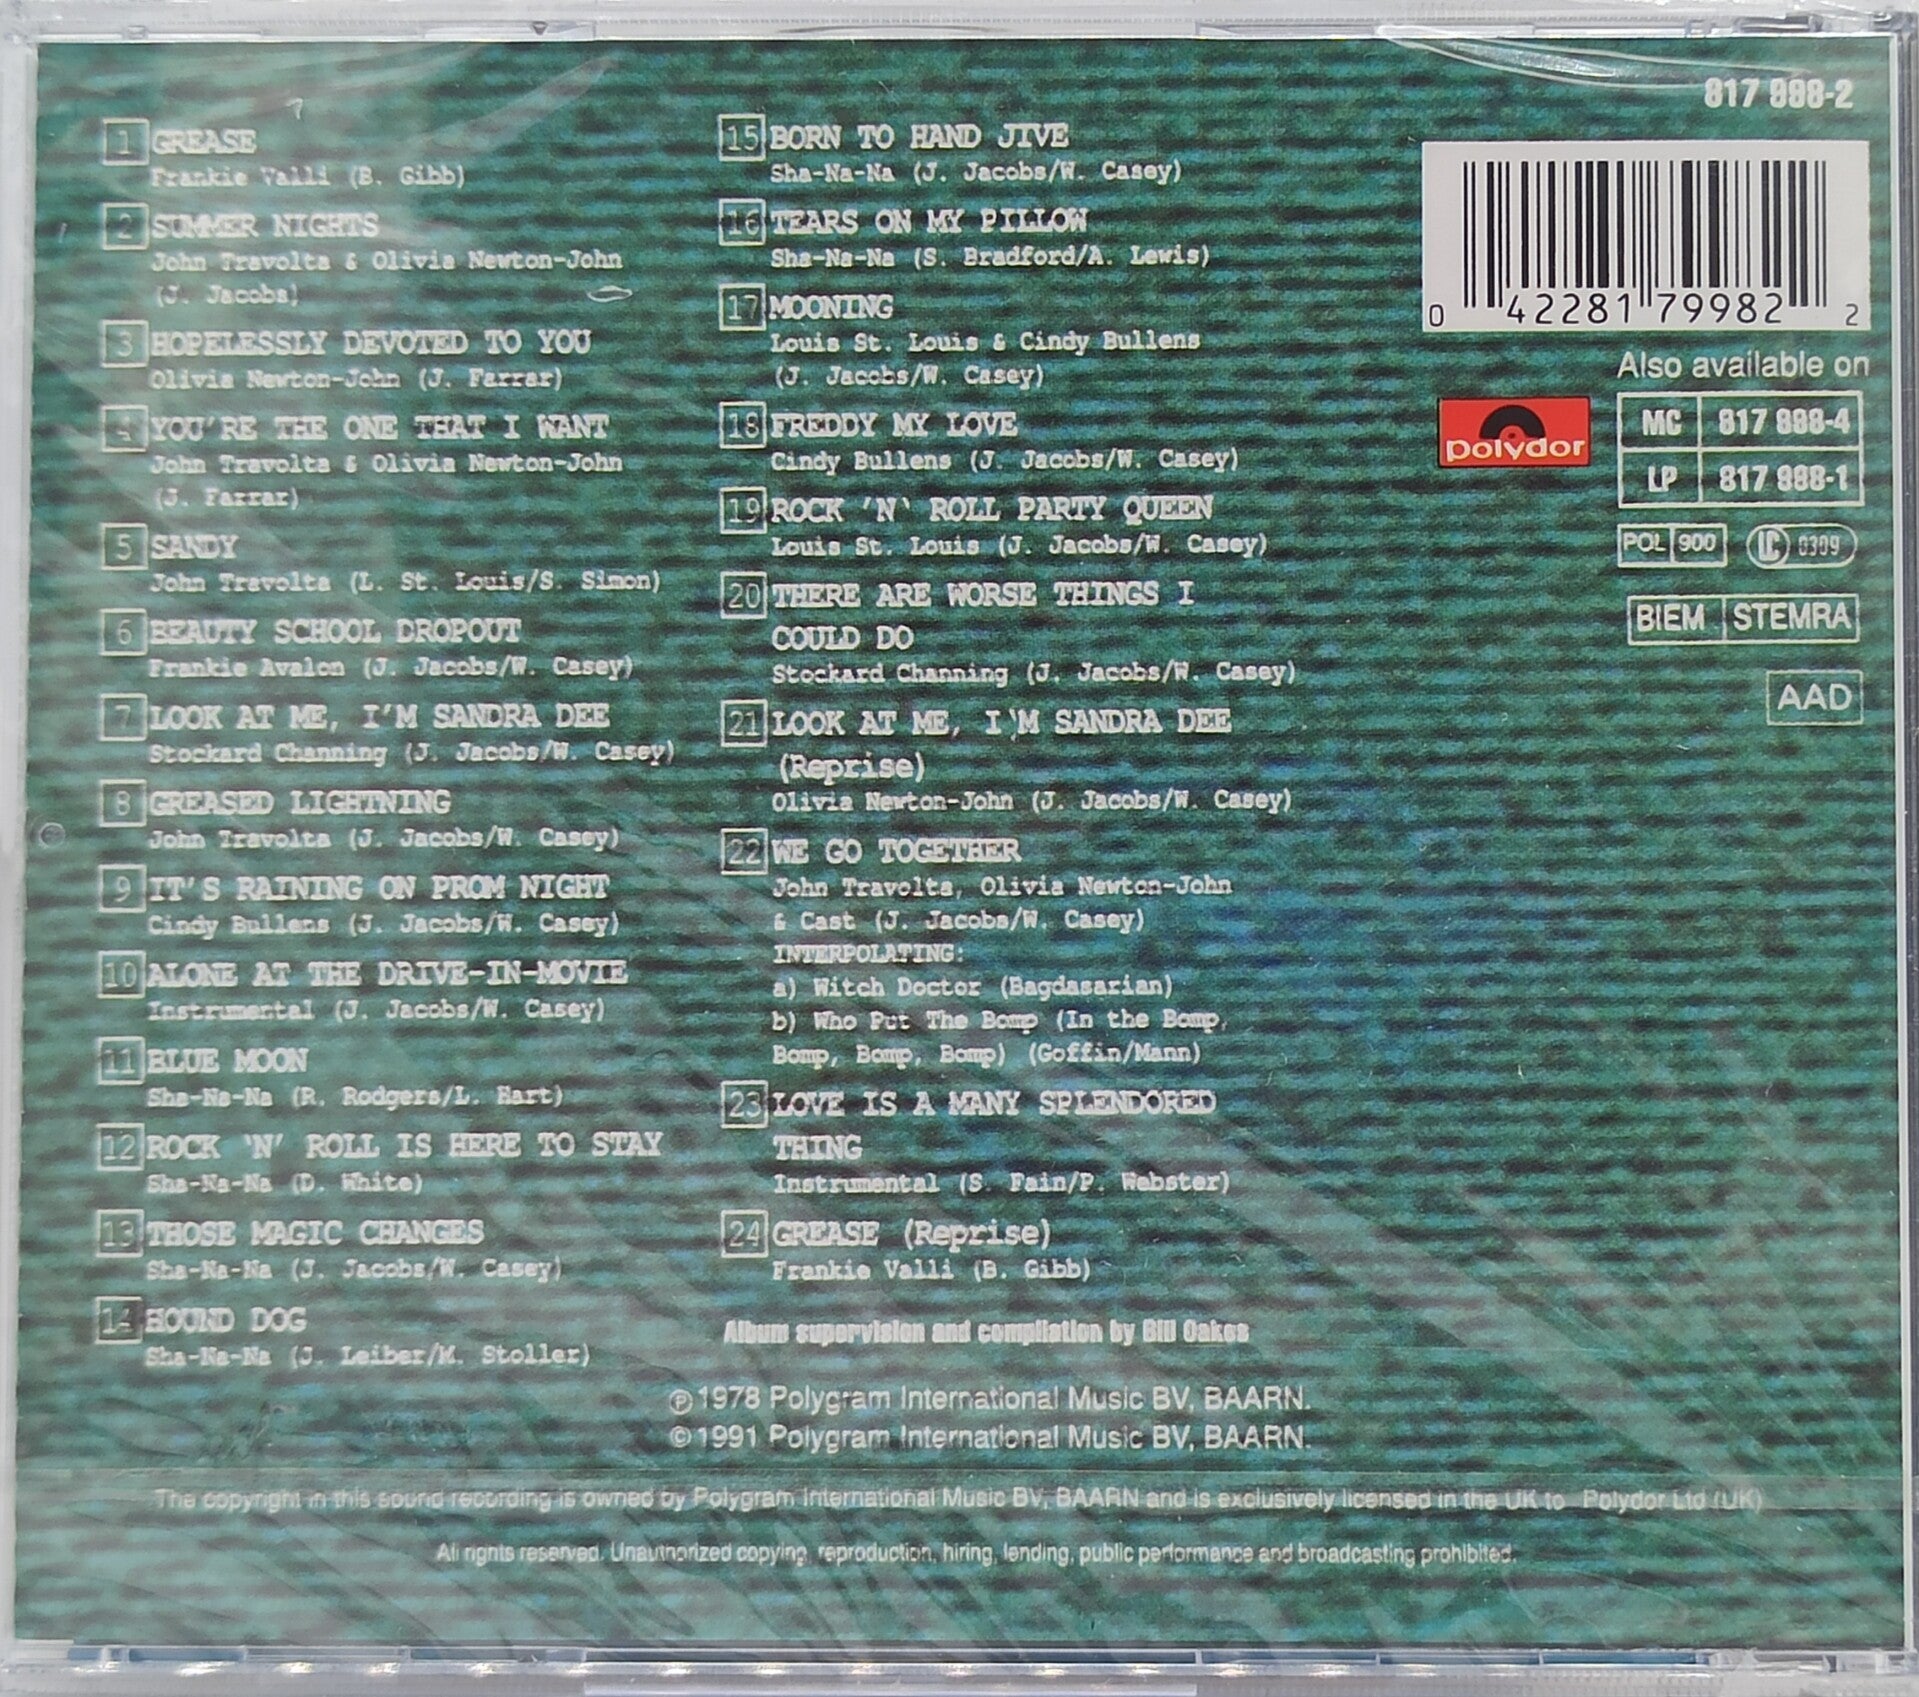 1 GREASE
Frankie Valli (B. Gibb)
2 SUMMER NIGHTS
John Travolta & Olivia Newton-John
(J. Jacobs)
3 HOPELESSLY DEVOTED TO YOU
Olivia Newton-John (J. Farrar)
4 YOU'RE THE ONE THAT I WANT
John Travolta & Olivia Newton-John
(J. Farrar)
5 SANDY
John Travolta (L. St. Louis/S. Simon)
6 BEAUTY SCHOOL DROPOUT
Frankie Avalon (J. Jacobs/W. Casey)
7 LOOK AT ME, I'M SANDRA DEE
Stockard Channing (J. Jacobs/W. Casey)
8 GREASED LIGHTNING
John Travolta (J. Jacobs/W. Casey)
9 IT'S RAINING ON PROM NIGHT
Cindy Bullens (J. Jacobs/W. Casey)
10 ALONE AT THE DRIVE-IN-MOVIE
Instrumental (J. Jacobs/W. Casey)
11 BLUE MOON
Sha-Na-Na (R. Rodgers/L. Hart)
12 ROCK 'N' ROLL IS HERE TO STAY
Sha-Na-Na (D. White)
13 THOSE MAGIC CHANGES
Sha-Na-Na (J. Jacobs/W. Casey)
14 HOUND DOG
Sha-Na-Na (J. Leiber/M. Stoller)
15 BORN TO HAND JIVE
Sha-Na-Na (J. Jacobs/W. Casey)
16 TEARS ON MY PILLOW
Sha-Na-Na (S. Bradford/A. Lewis)
17 MOONING
Louis St. Louis & Cindy Bullens
(J. Jacobs/W. Casey)
18 FREDDY MY LOVE
Cindy Bullens (J. Jacobs/W. Casey)
19 ROCK 'N' ROLL PARTY QUEEN
Louis St. Louis (J. Jacobs/W. Casey)
20 THERE ARE WORSE THINGS I
COULD DO
Stockard Channing (J. Jacobs/W. Casey)
21 LOOK AT ME, I'M SANDRA DEE
(Reprise)
Olivia Newton-John (J. Jacobs/W. Casey)
22 WE GO TOGETHER
John Travolta, Olivia Newton-John
& Cast (J. Jacobs/W. Casey)
INTERPOLATING:
a) Witch Doctor (Bagdasarian)
b) Who Put The Bomp (In the Bomp,
Bomp, Bomp, Bomp) (Goffin/Mann)
23 LOVE IS A MANY SPLENDORED
THING
Instrumental (S. Fain/P. Webster)
24 GREASE (Reprise)
Frankie Valli (B. Gibb)
Album supervision and compilation by Bill Oakes
℗ 1978 Polygram International Music BV, BAARN.
© 1991 Polygram International Music BV, BAARN.
The copyright in this sound recording is owned by Polygram International Music BV, BAARN and is exclusively licensed in the UK to Polydor Ltd (UK)
All rights reserved. Unauthorized copying, reproduction, hiring, lending, public performance and broadcasting prohibited.
817 998-2
0 42281 79982 2
Also available on
polydor
MC 817 998-4
LP 817 998-1
POL 900 LC 0309
BIEM STEMRA
AAD